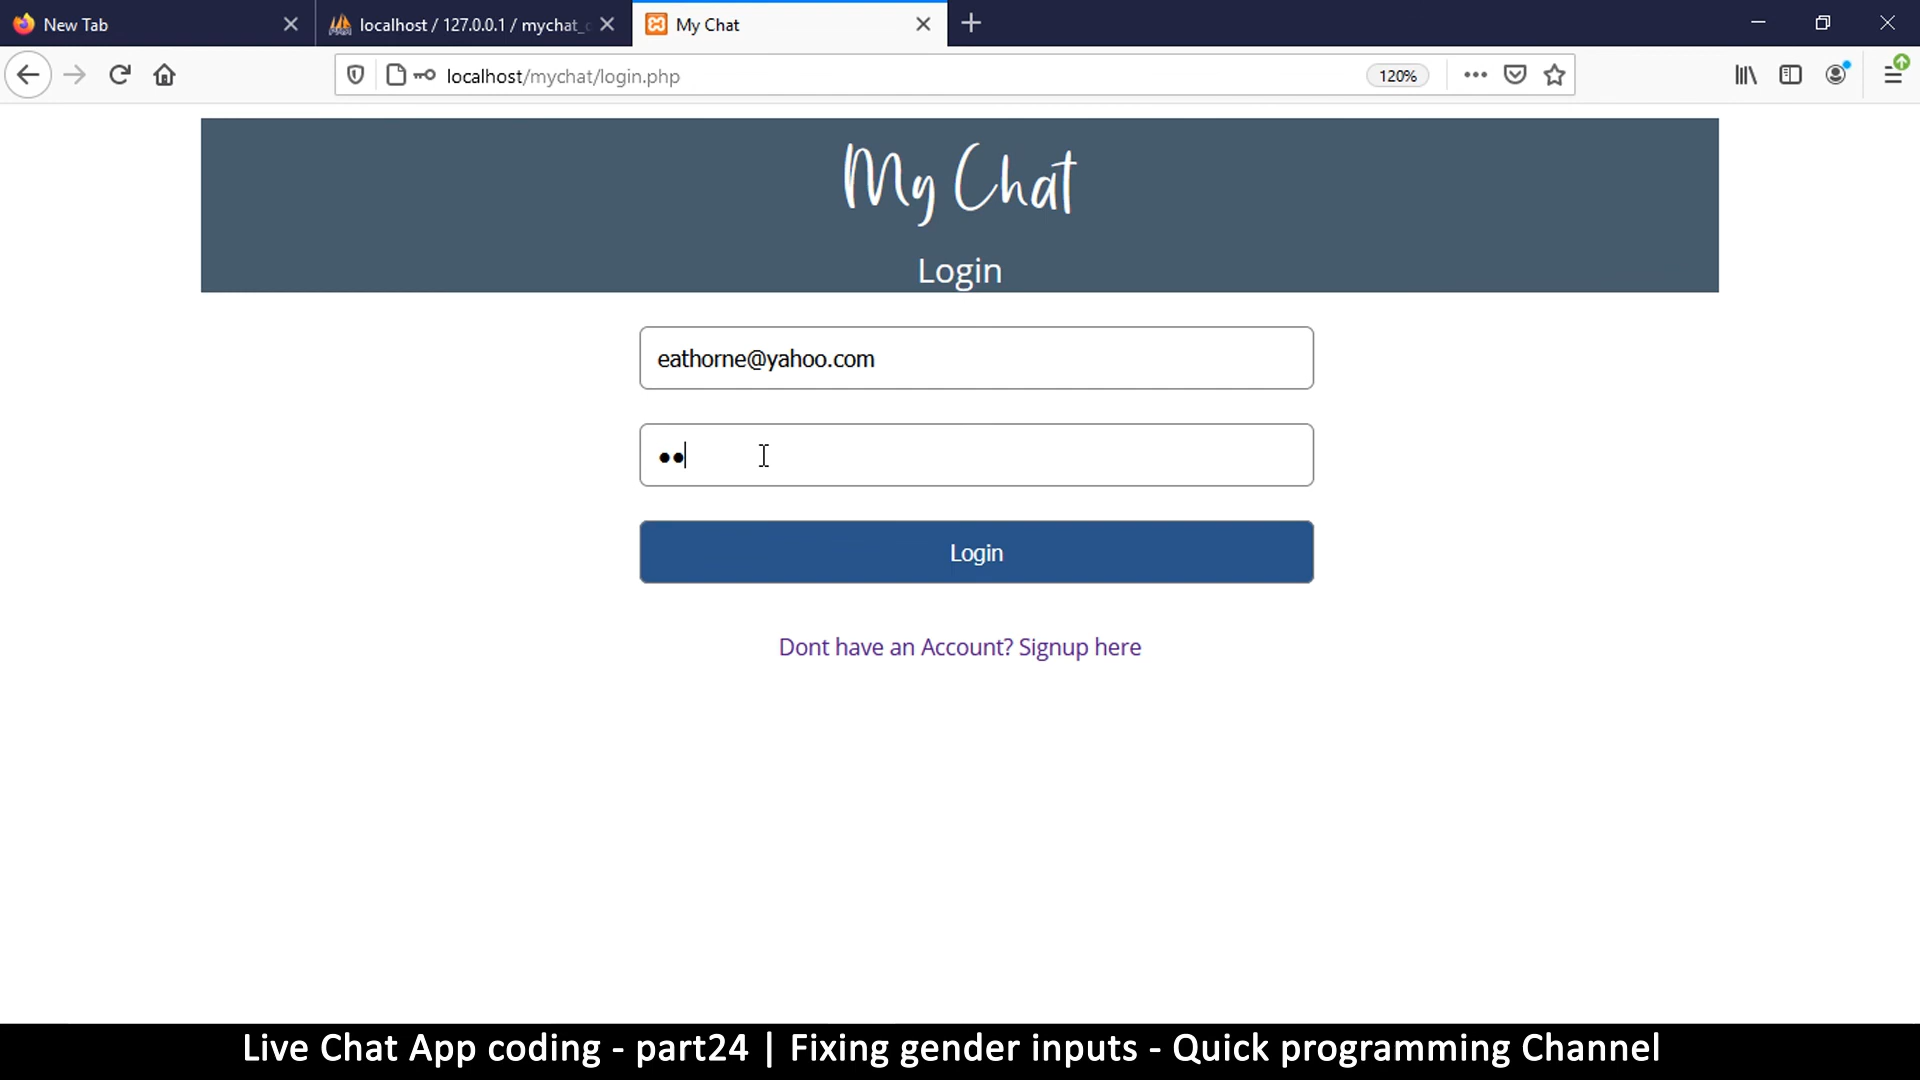 New Tab
localhost / 127.0.0.1 / mychat_
My Chat
localhost/mychat/login.php
120%
My Chat
Login
eathorne@yahoo.com
Login
Dont have an Account? Signup here
Live Chat App coding - part24 | Fixing gender inputs - Quick programming Channel